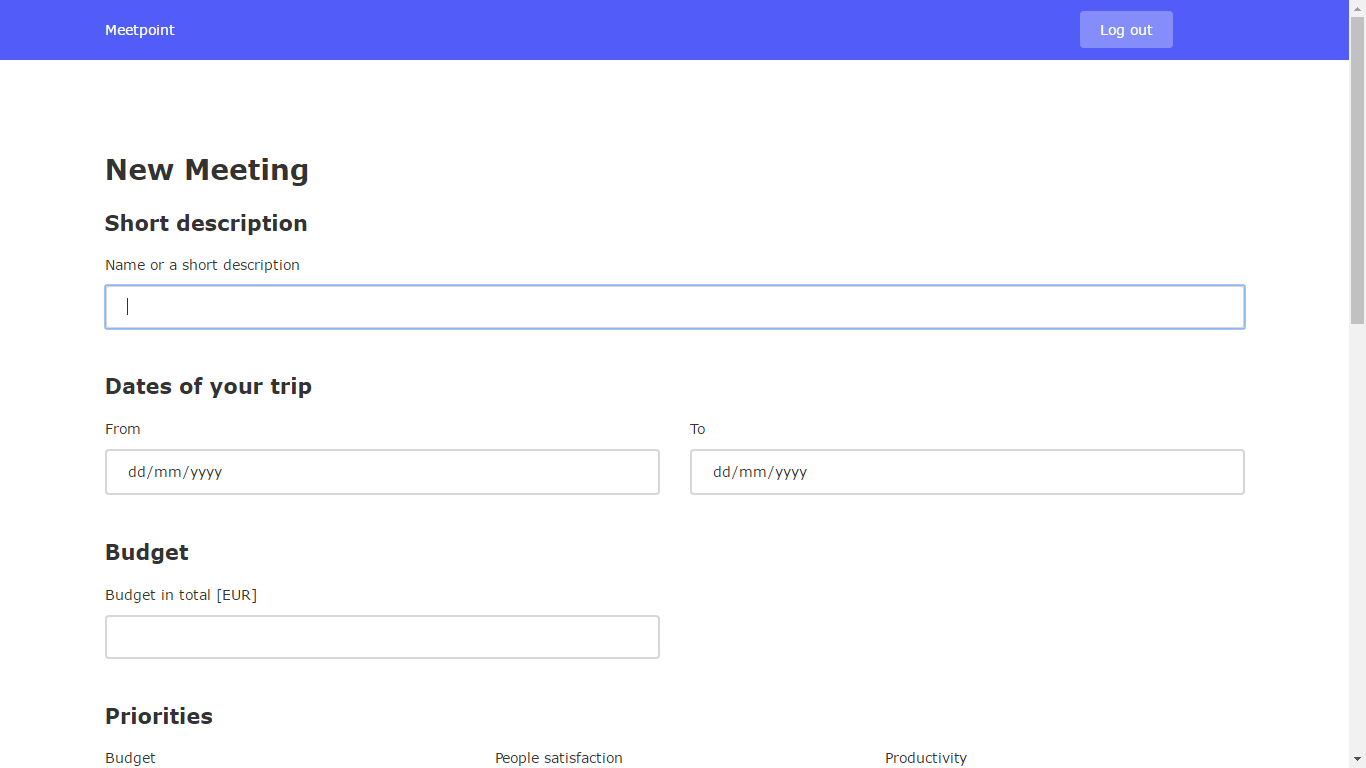 Meetpoint
Log out
New Meeting
Short description
Name or a short description
Dates of your trip
From
To
dd/mm/yyyy
dd/mm/yyyy
Budget
Budget in total [EUR]
Priorities
Budget
People satisfaction
Productivity